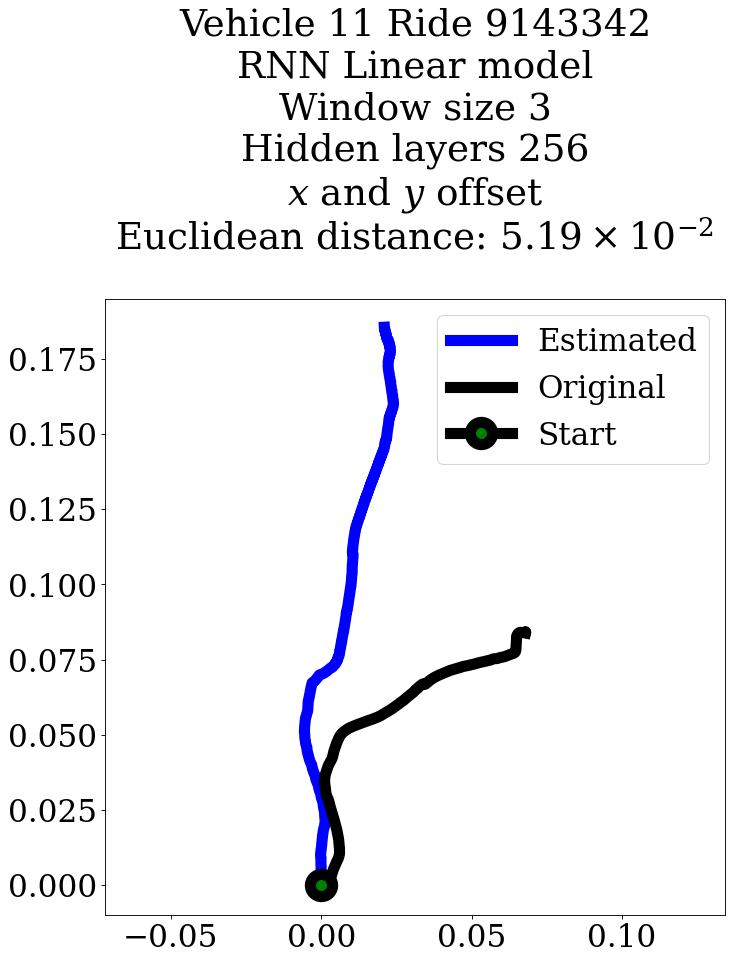 Vehicle 11 Ride 9143342
RNN Linear model
Window size 3
Hidden layers 256
x and y offset
Euclidean distance: 5.19 × 10⁻²
Estimated
Original
Start
0.175
0.150
0.125
0.100
0.075
0.050
0.025
0.000
−0.05 0.00 0.05 0.10